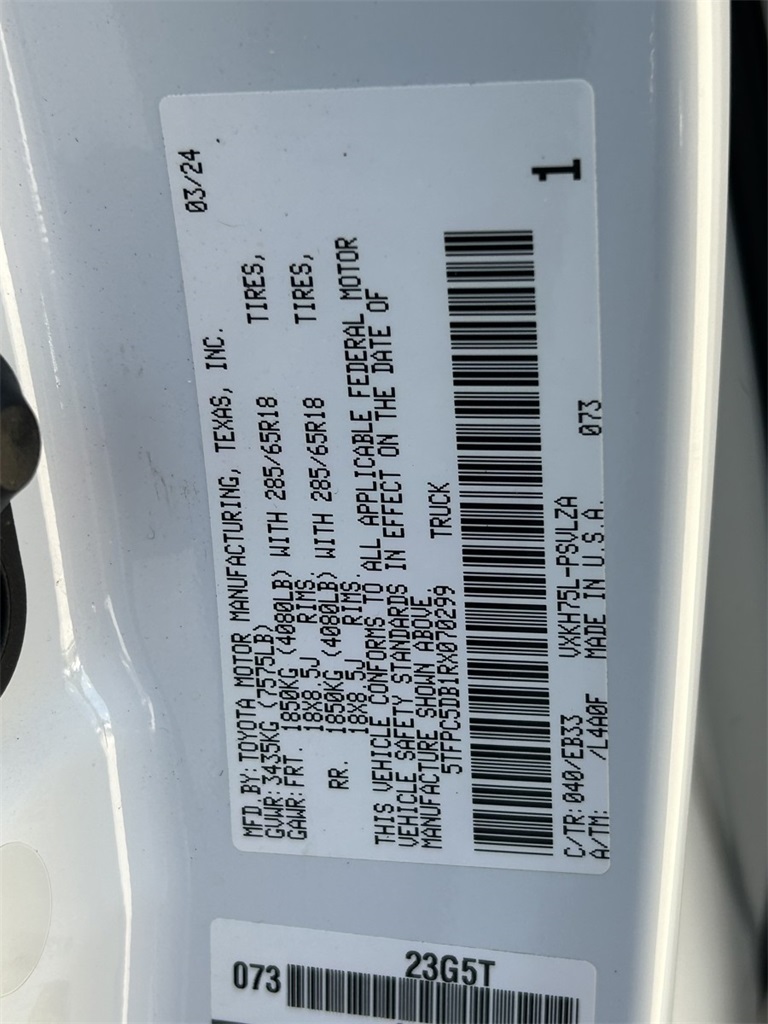 MFD. BY: TOYOTA MOTOR MANUFACTURING, TEXAS, INC. 03/24
GVWR: 3435KG (7575LB)
GAWR: FRT. 1850KG (4080LB) WITH 285/65R18 TIRES,
18X8.5J RIMS.
RR. 1850KG (4080LB) WITH 285/65R18 TIRES,
18X8.5J RIMS.
THIS VEHICLE CONFORMS TO ALL APPLICABLE FEDERAL MOTOR
VEHICLE SAFETY STANDARDS IN EFFECT ON THE DATE OF
MANUFACTURE SHOWN ABOVE.
5TFPC5DB1RX070299 TRUCK
1
C/TR: 040/EB33 VXKH75L-PSVLZA 073
A/TM: /L4A0F MADE IN U.S.A.
23G5T
073